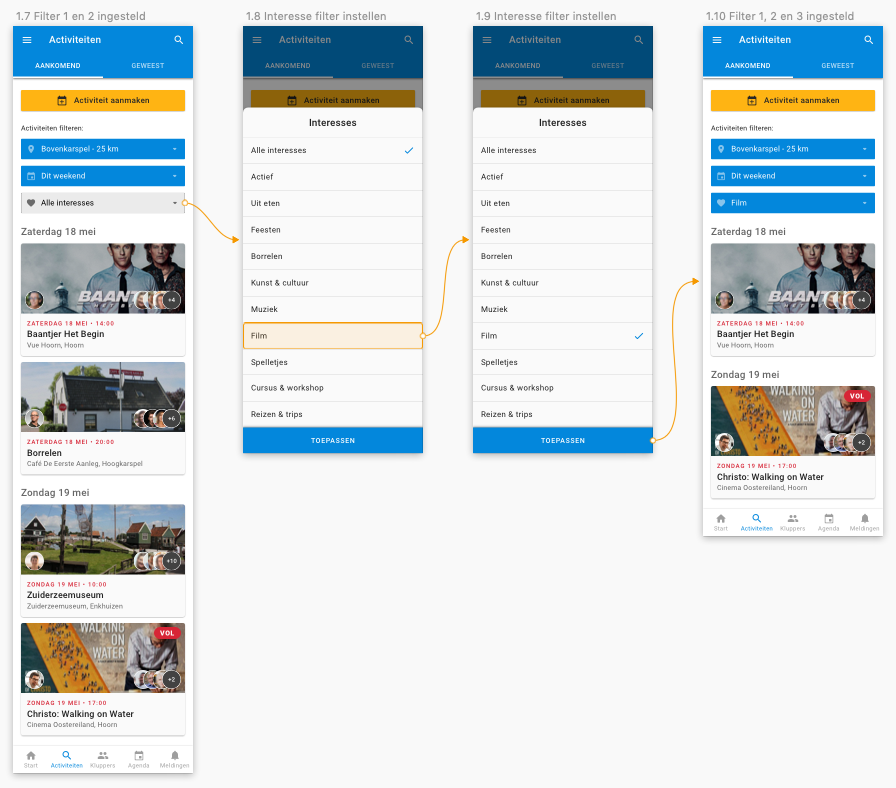 1.7 Filter 1 en 2 ingesteld
Activiteiten
AANKOMEND
GEWEEST
Activiteit aanmaken
Activiteiten filteren:
Bovenkarspel - 25 km
Dit weekend
Alle interesses
Zaterdag 18 mei
BAANTJER
+4
ZATERDAG 18 MEI • 14:00
Baantjer Het Begin
Vue Hoorn, Hoorn
+6
ZATERDAG 18 MEI • 20:00
Borrelen
Café De Eerste Aanleg, Hoogkarspel
Zondag 19 mei
+10
ZONDAG 19 MEI • 10:00
Zuiderzeemuseum
Zuiderzeemuseum, Enkhuizen
WALKING
ON
WATER
VOL
+2
ZONDAG 19 MEI • 17:00
Christo: Walking on Water
Cinema Oostereiland, Hoorn
Start
Activiteiten
Kluppers
Agenda
Meldingen
1.8 Interesse filter instellen
Activiteiten
AANKOMEND
GEWEEST
Activiteit aanmaken
Interesses
Alle interesses
Actief
Uit eten
Feesten
Borrelen
Kunst & cultuur
Muziek
Film
Spelletjes
Cursus & workshop
Reizen & trips
TOEPASSEN
1.9 Interesse filter instellen
Activiteiten
AANKOMEND
GEWEEST
Activiteit aanmaken
Interesses
Alle interesses
Actief
Uit eten
Feesten
Borrelen
Kunst & cultuur
Muziek
Film
Spelletjes
Cursus & workshop
Reizen & trips
TOEPASSEN
1.10 Filter 1, 2 en 3 ingesteld
Activiteiten
AANKOMEND
GEWEEST
Activiteit aanmaken
Activiteiten filteren:
Bovenkarspel - 25 km
Dit weekend
Film
Zaterdag 18 mei
BAANTJER
+4
ZATERDAG 18 MEI • 14:00
Baantjer Het Begin
Vue Hoorn, Hoorn
Zondag 19 mei
WALKING
ON
WATER
VOL
+2
ZONDAG 19 MEI • 17:00
Christo: Walking on Water
Cinema Oostereiland, Hoorn
Start
Activiteiten
Kluppers
Agenda
Meldingen